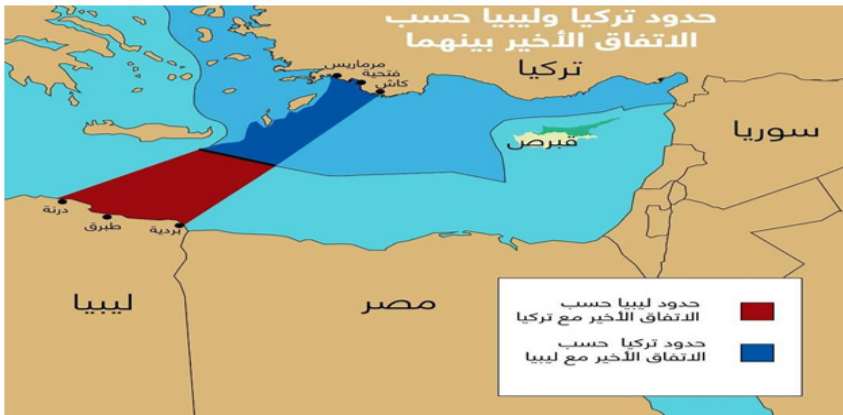 حدود تركيا وليبيا حسب
الاتفاق الأخير بينهما
تركيا
مرماريس
فتحية
كاش
سوريا
قبرص
درنة
طبرق
بردية
ليبيا
مصر
حدود ليبيا حسب
الاتفاق الأخير مع تركيا
حدود تركيا حسب
الاتفاق الأخير مع ليبيا